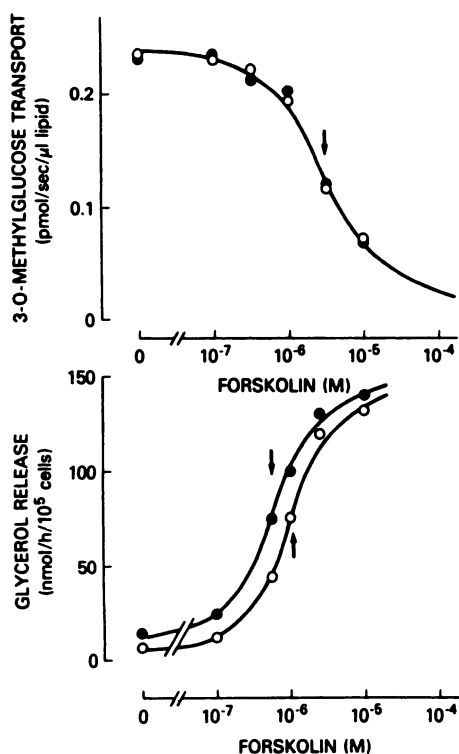 3-O-METHYLGLUCOSE TRANSPORT
(pmol/sec/μl lipid)
0.2
0.1
0
0
10⁻⁷
10⁻⁶
10⁻⁵
10⁻⁴
FORSKOLIN (M)
GLYCEROL RELEASE
(nmol/h/10⁵ cells)
150
100
50
0
0
10⁻⁷
10⁻⁶
10⁻⁵
10⁻⁴
FORSKOLIN (M)